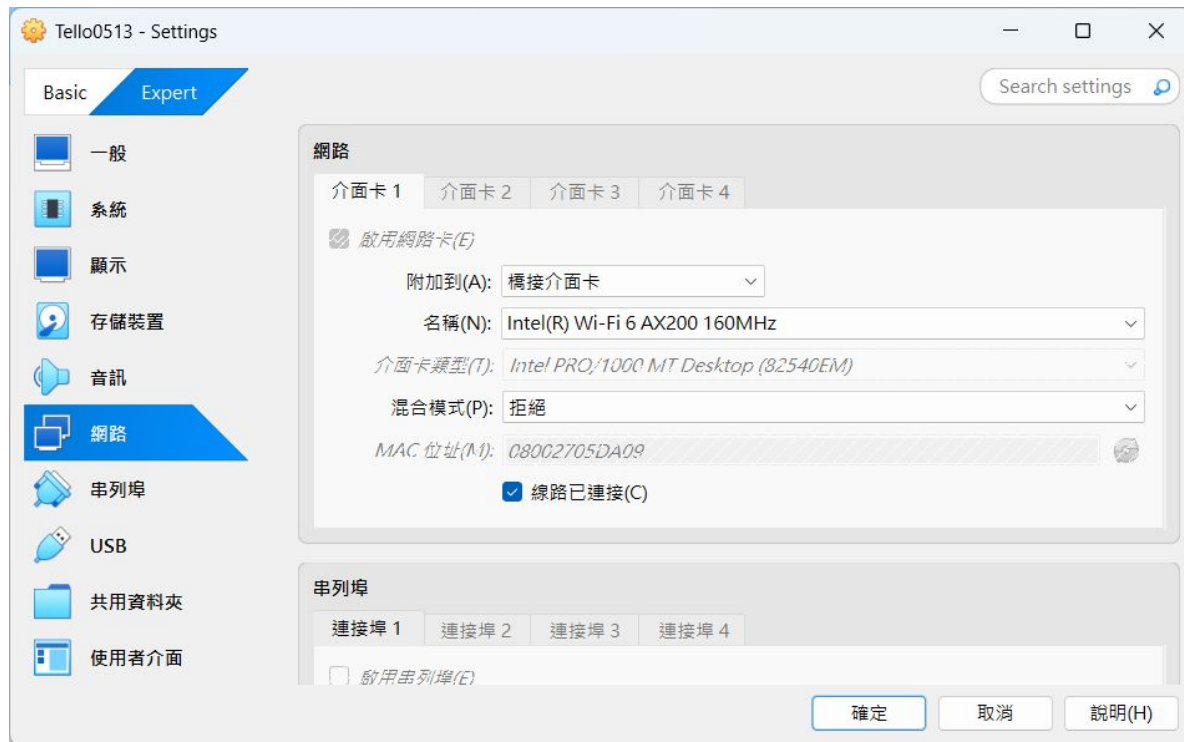 Tello0513 - Settings
Basic
Expert
Search settings
一般
系統
顯示
存儲裝置
音訊
網路
串列埠
USB
共用資料夾
使用者介面
網路
介面卡 1 介面卡 2 介面卡 3 介面卡 4
啟用網路卡(E)
附加到(A): 橋接介面卡
名稱(N): Intel(R) Wi-Fi 6 AX200 160MHz
介面卡類型(T): Intel PRO/1000 MT Desktop (82540EM)
混合模式(P): 拒絕
MAC 位址(M): 08002705DA09
線路已連接(C)
串列埠
連接埠 1 連接埠 2 連接埠 3 連接埠 4
啟用串列埠(E)
確定 取消 說明(H)